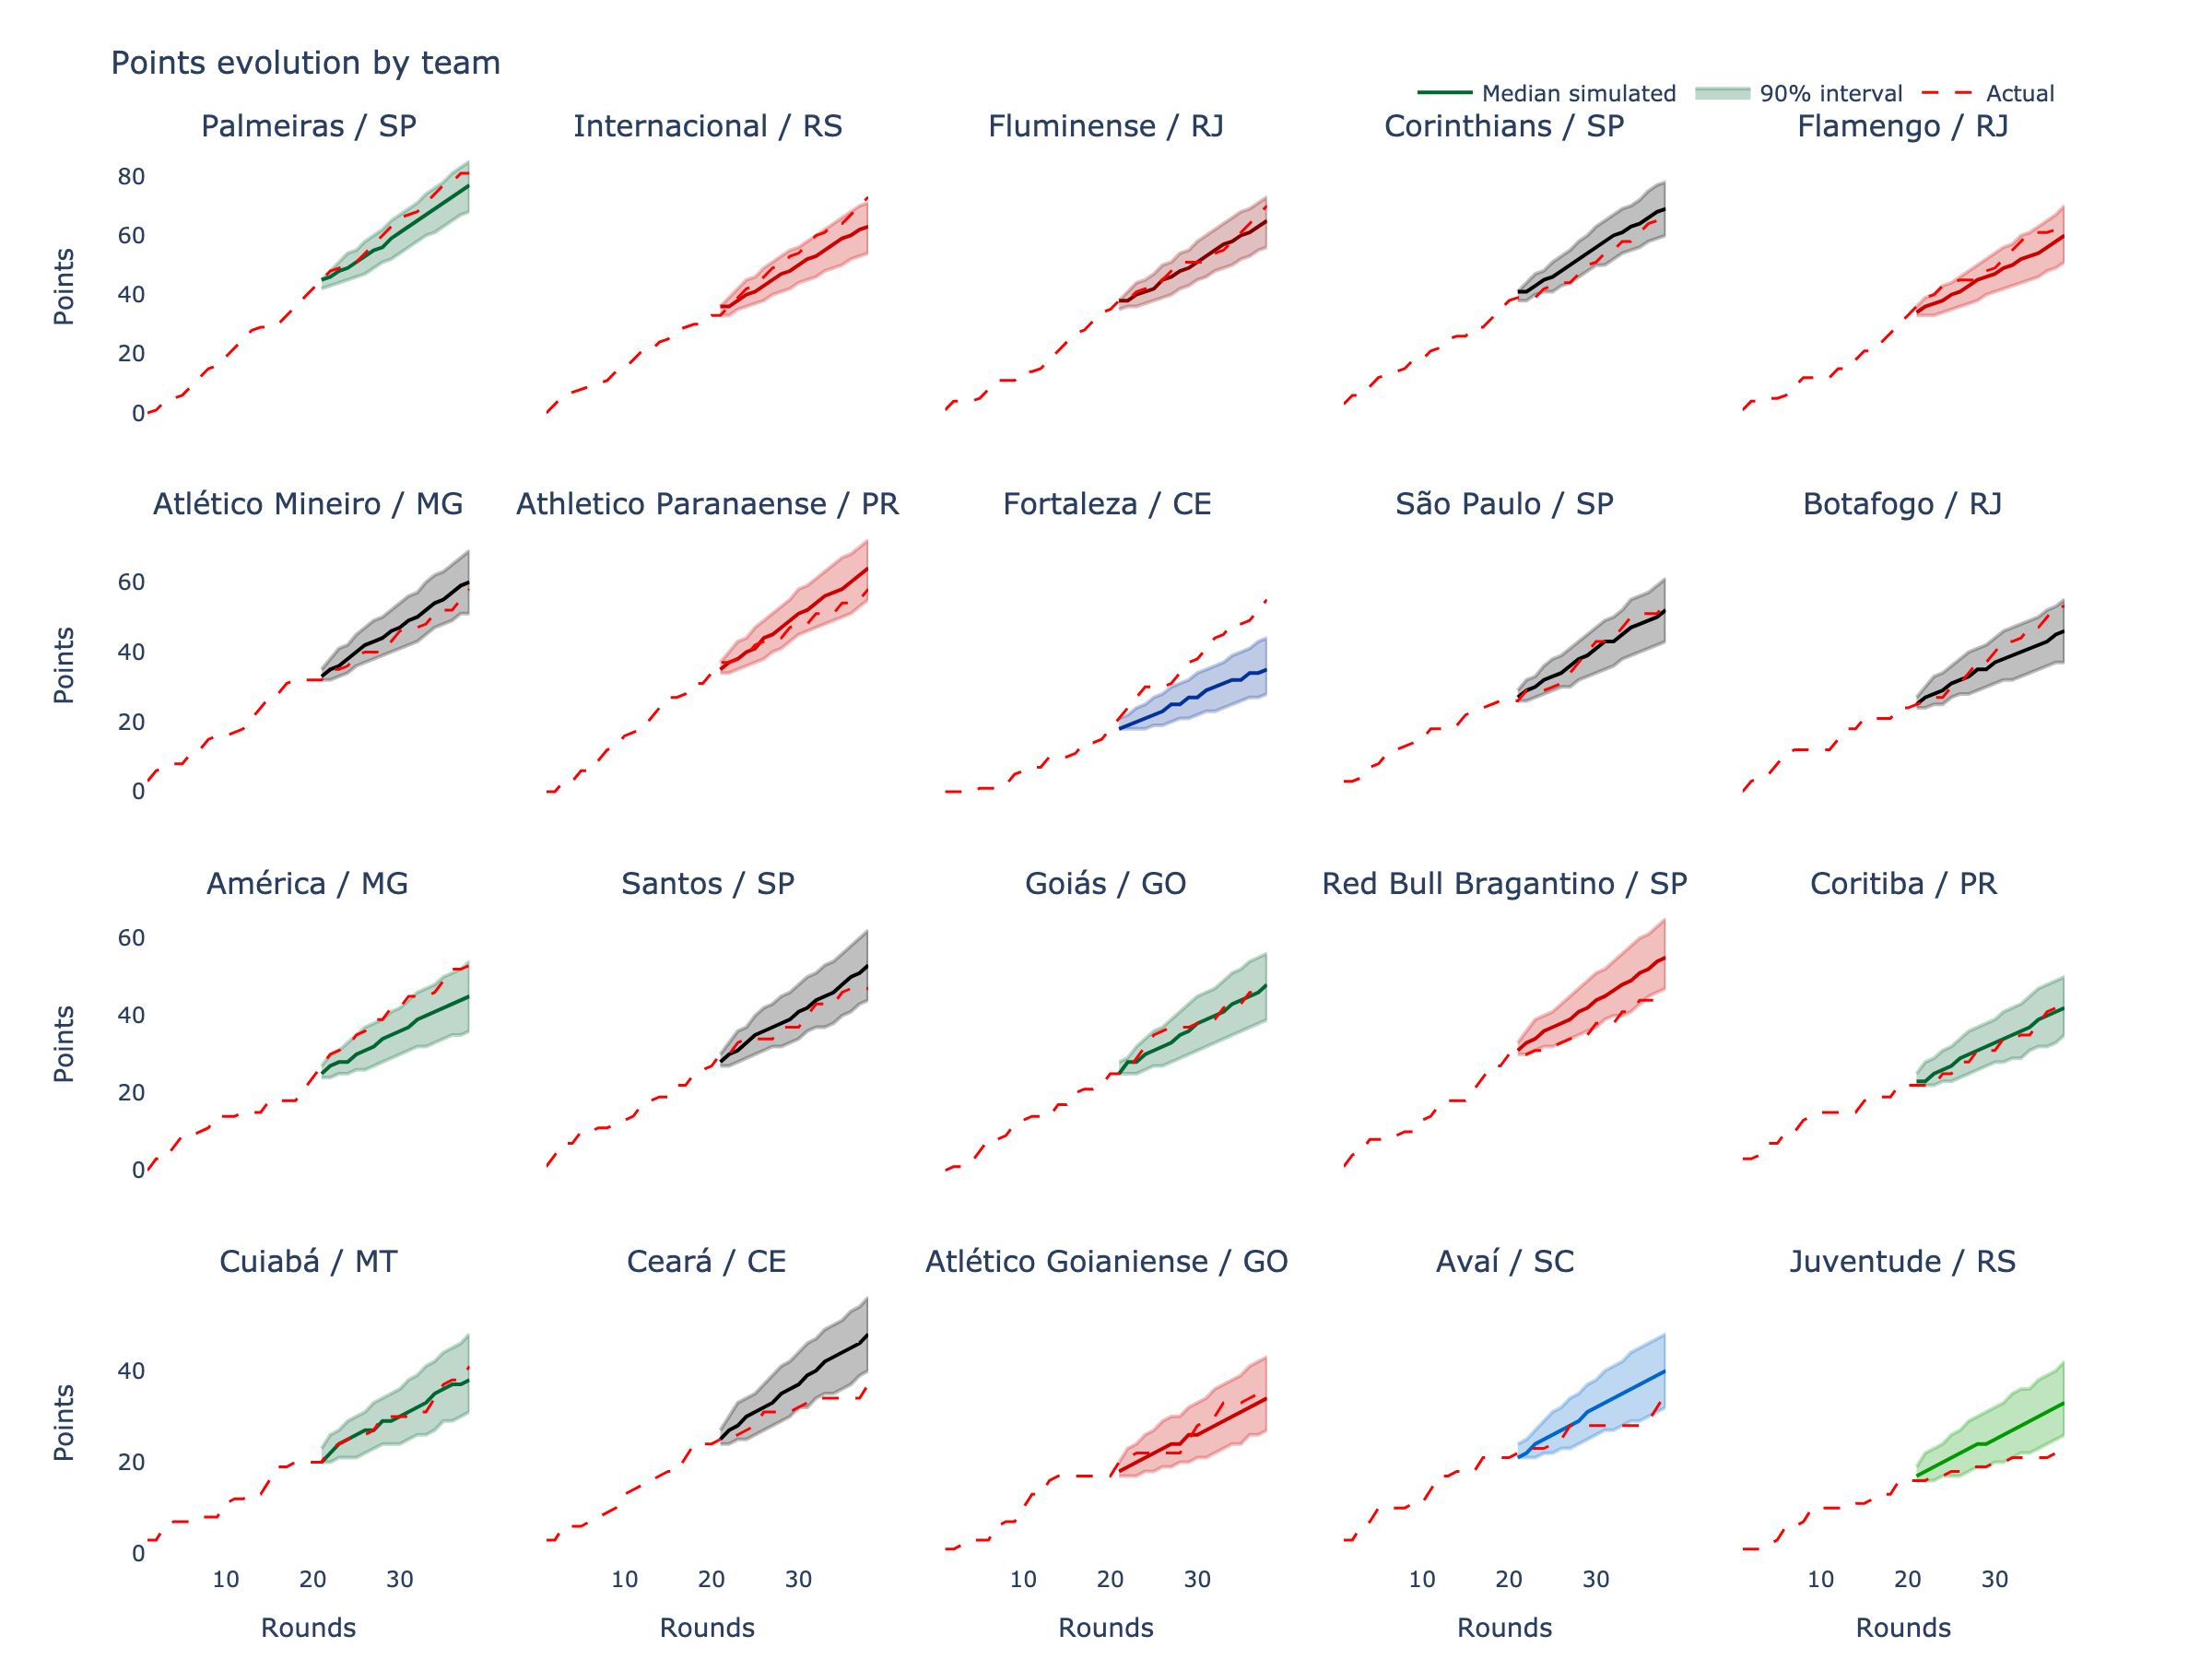 Points evolution by team
Median simulated 90% interval Actual
Palmeiras / SP Internacional / RS Fluminense / RJ Corinthians / SP Flamengo / RJ
80
60
40
20
0
Points
Atlético Mineiro / MG Athletico Paranaense / PR Fortaleza / CE São Paulo / SP Botafogo / RJ
60
40
20
0
Points
América / MG Santos / SP Goiás / GO Red Bull Bragantino / SP Coritiba / PR
60
40
20
0
Points
Cuiabá / MT Ceará / CE Atlético Goianiense / GO Avaí / SC Juventude / RS
40
20
0
Points
10 20 30 10 20 30 10 20 30 10 20 30 10 20 30
Rounds Rounds Rounds Rounds Rounds